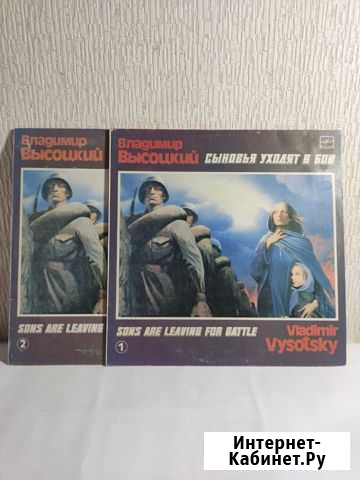 Владимир
Высоцкий
SONS ARE LEAVING
2
Владимир
Высоцкий СЫНОВЬЯ УХОДЯТ В БОЙ
SONS ARE LEAVING FOR BATTLE
1
Vladimir
Vysotsky
Интернет-
Кабинет.Ру